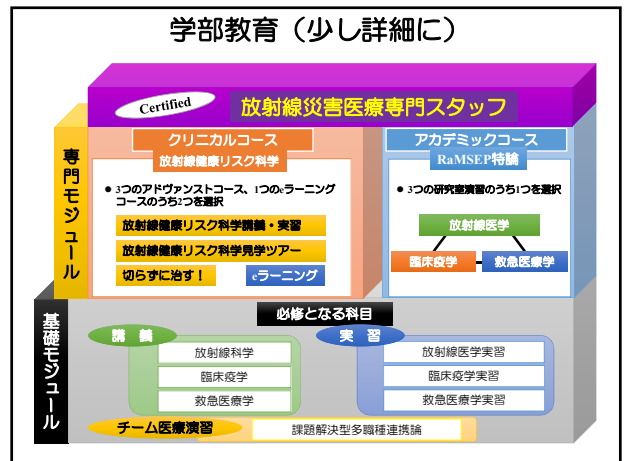 学部教育（少し詳細に）
Certified
放射線災害医療専門スタッフ
専門モジュール
クリニカルコース
放射線健康リスク科学
● 3つのアドヴァンストコース、1つのeラーニング
コースのうち2つを選択
放射線健康リスク科学講義・実習
放射線健康リスク科学見学ツアー
切らずに治す！
eラーニング
アカデミックコース
RaMSEP特論
● 3つの研究室演習のうち1つを選択
放射線医学
臨床疫学
救急医療学
基礎モジュール
必修となる科目
講　義
放射線科学
臨床疫学
救急医療学
実　習
放射線医学実習
臨床疫学実習
救急医療学実習
チーム医療演習
課題解決型多職種連携論